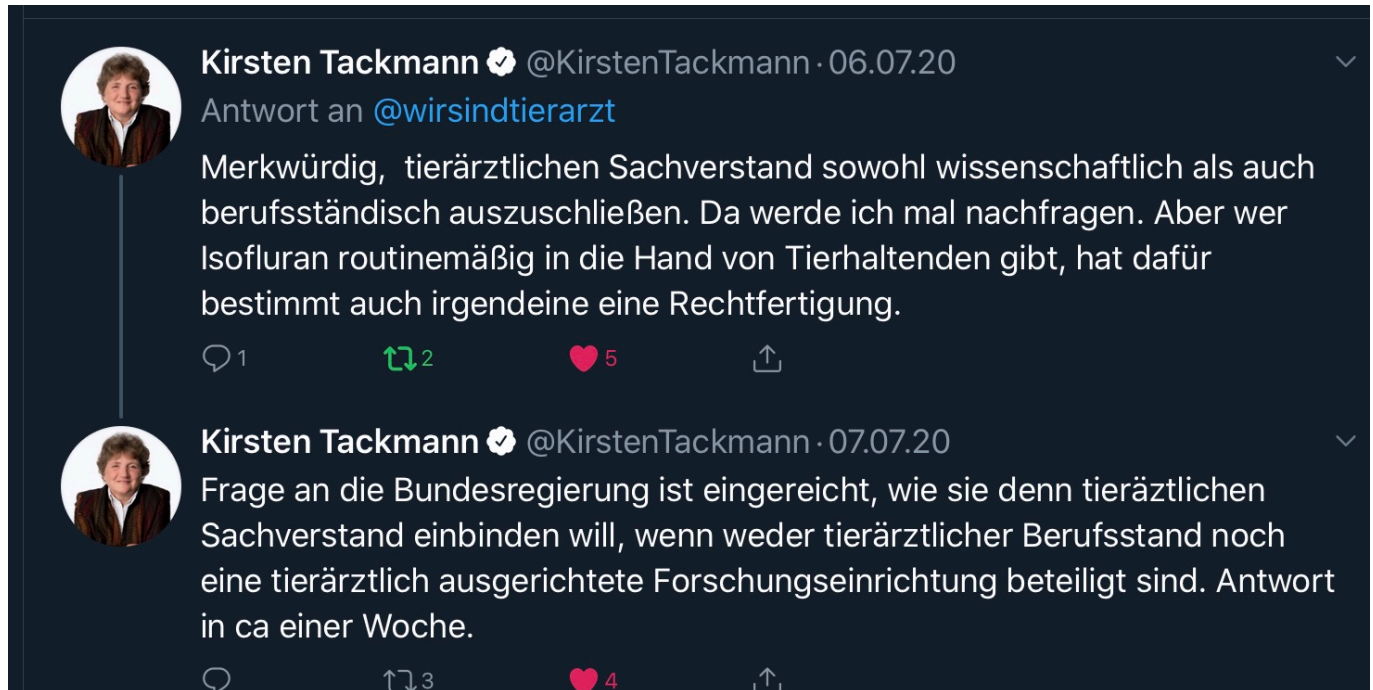 Kirsten Tackmann @KirstenTackmann · 06.07.20
Antwort an @wirsindtierarzt
Merkwürdig, tierärztlichen Sachverstand sowohl wissenschaftlich als auch
berufsständisch auszuschließen. Da werde ich mal nachfragen. Aber wer
Isofluran routinemäßig in die Hand von Tierhaltenden gibt, hat dafür
bestimmt auch irgendeine eine Rechtfertigung.
1 2 5
Kirsten Tackmann @KirstenTackmann · 07.07.20
Frage an die Bundesregierung ist eingereicht, wie sie denn tieräztlichen
Sachverstand einbinden will, wenn weder tierärztlicher Berufsstand noch
eine tierärztlich ausgerichtete Forschungseinrichtung beteiligt sind. Antwort
in ca einer Woche.
3 4